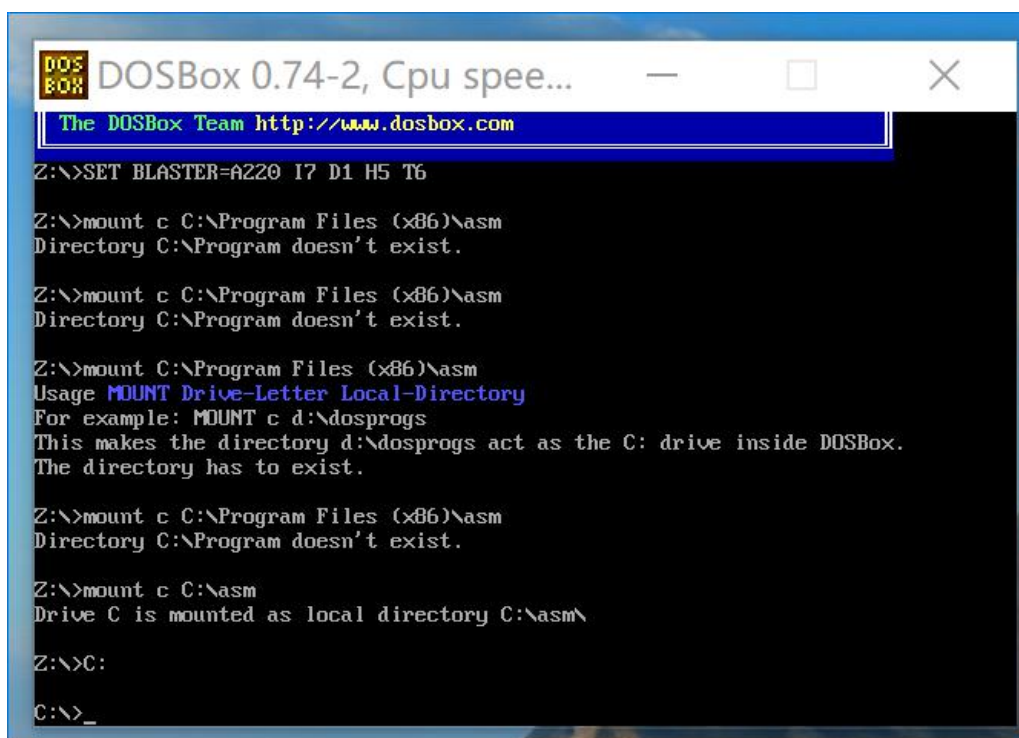 DOS
BOX
DOSBox 0.74-2, Cpu spee...
The DOSBox Team http://www.dosbox.com
Z:\>SET BLASTER=A220 I7 D1 H5 T6
Z:\>mount c C:\Program Files (x86)\asm
Directory C:\Program doesn't exist.
Z:\>mount c C:\Program Files (x86)\asm
Directory C:\Program doesn't exist.
Z:\>mount C:\Program Files (x86)\asm
Usage MOUNT Drive-Letter Local-Directory
For example: MOUNT c d:\dosprogs
This makes the directory d:\dosprogs act as the C: drive inside DOSBox.
The directory has to exist.
Z:\>mount c C:\Program Files (x86)\asm
Directory C:\Program doesn't exist.
Z:\>mount c C:\asm
Drive C is mounted as local directory C:\asm\
Z:\>C:
C:\>_